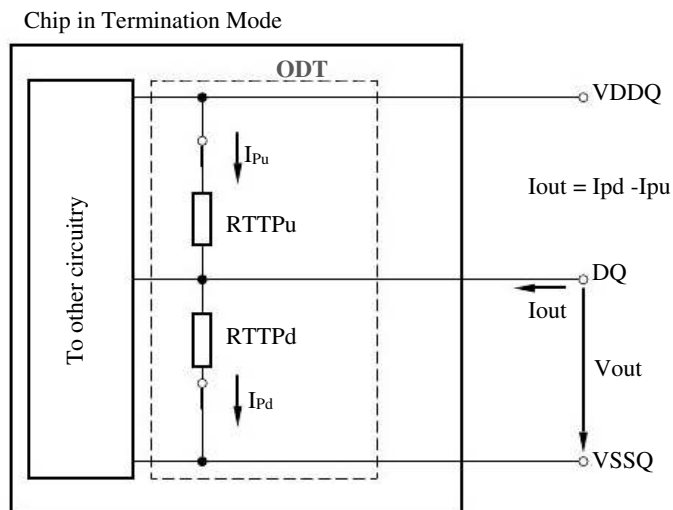 Chip in Termination Mode
ODT
VDDQ
IPu
Iout = Ipd -Ipu
RTTPu
To other circuitry
DQ
Iout
RTTPd
Vout
IPd
VSSQ